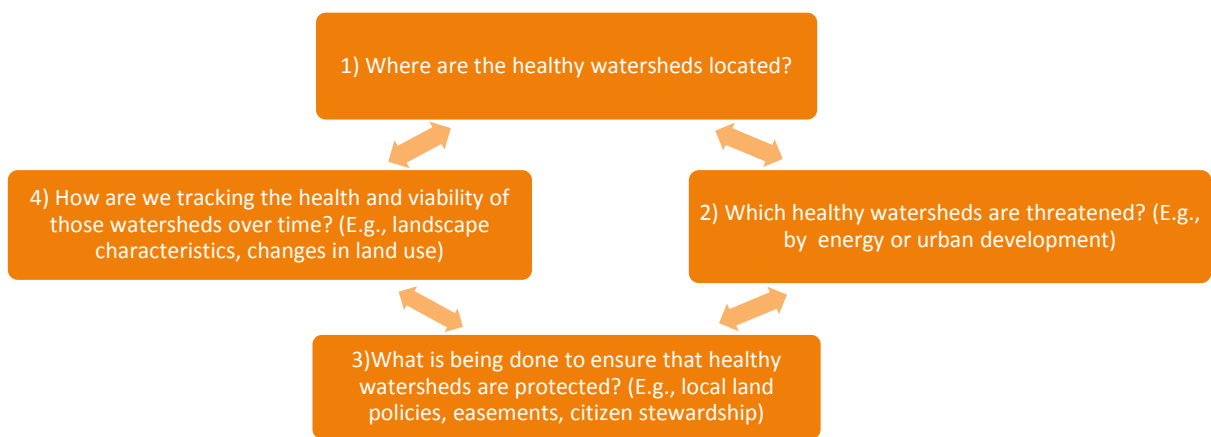 1) Where are the healthy watersheds located?
4) How are we tracking the health and viability of
those watersheds over time? (E.g., landscape
characteristics, changes in land use)
2) Which healthy watersheds are threatened? (E.g.,
by energy or urban development)
3)What is being done to ensure that healthy
watersheds are protected? (E.g., local land
policies, easements, citizen stewardship)